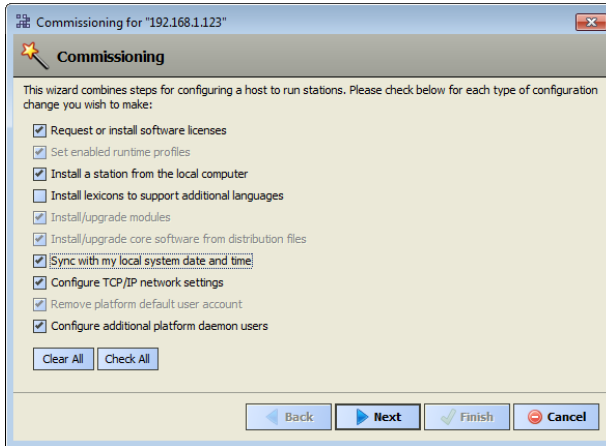 Commissioning for "192.168.1.123"
Commissioning
This wizard combines steps for configuring a host to run stations. Please check below for each type of configuration
change you wish to make:
Request or install software licenses
Set enabled runtime profiles
Install a station from the local computer
Install lexicons to support additional languages
Install/upgrade modules
Install/upgrade core software from distribution files
Sync with my local system date and time
Configure TCP/IP network settings
Remove platform default user account
Configure additional platform daemon users
Clear All Check All
Back Next Finish Cancel